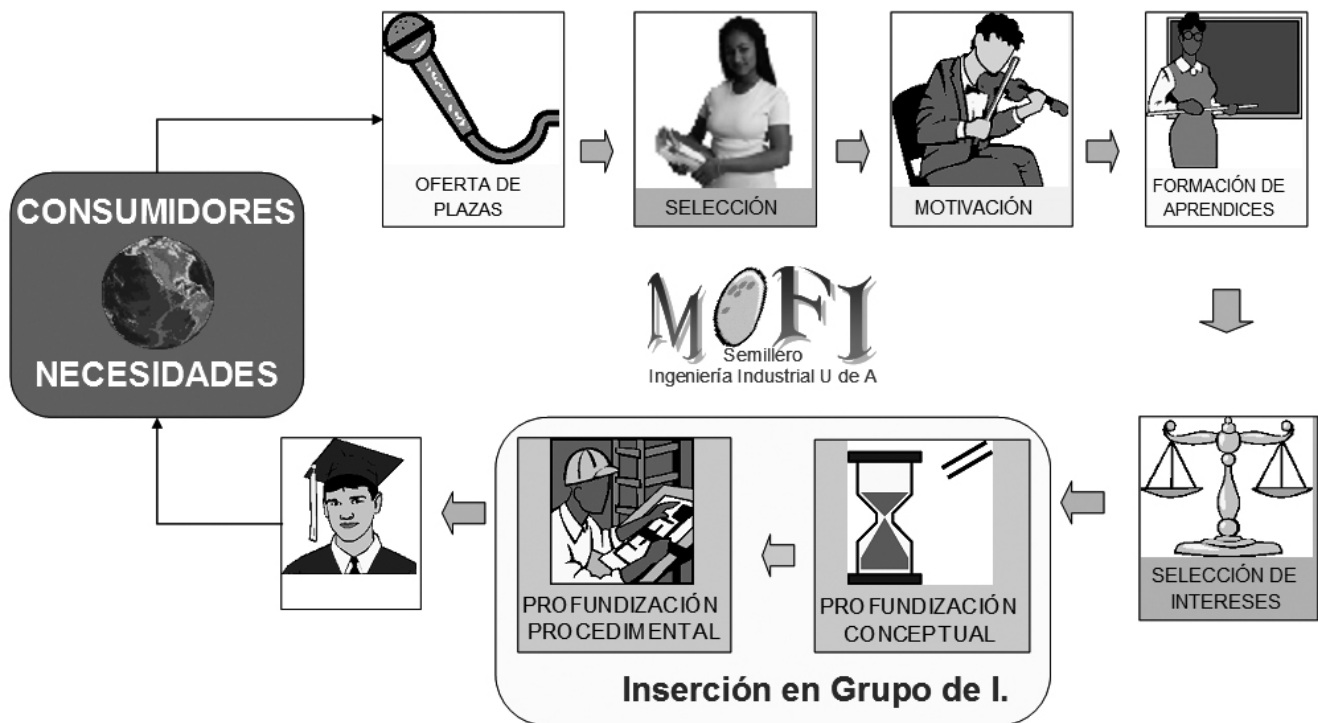 OFERTA DE
PLAZAS
SELECCIÓN
MOTIVACIÓN
FORMACIÓN DE
APRENDICES
CONSUMIDORES
NECESIDADES
MOFI
Semillero
Ingeniería Industrial U de A
SELECCIÓN DE
INTERESES
PROFUNDIZACIÓN
PROCEDIMENTAL
PROFUNDIZACIÓN
CONCEPTUAL
Inserción en Grupo de I.